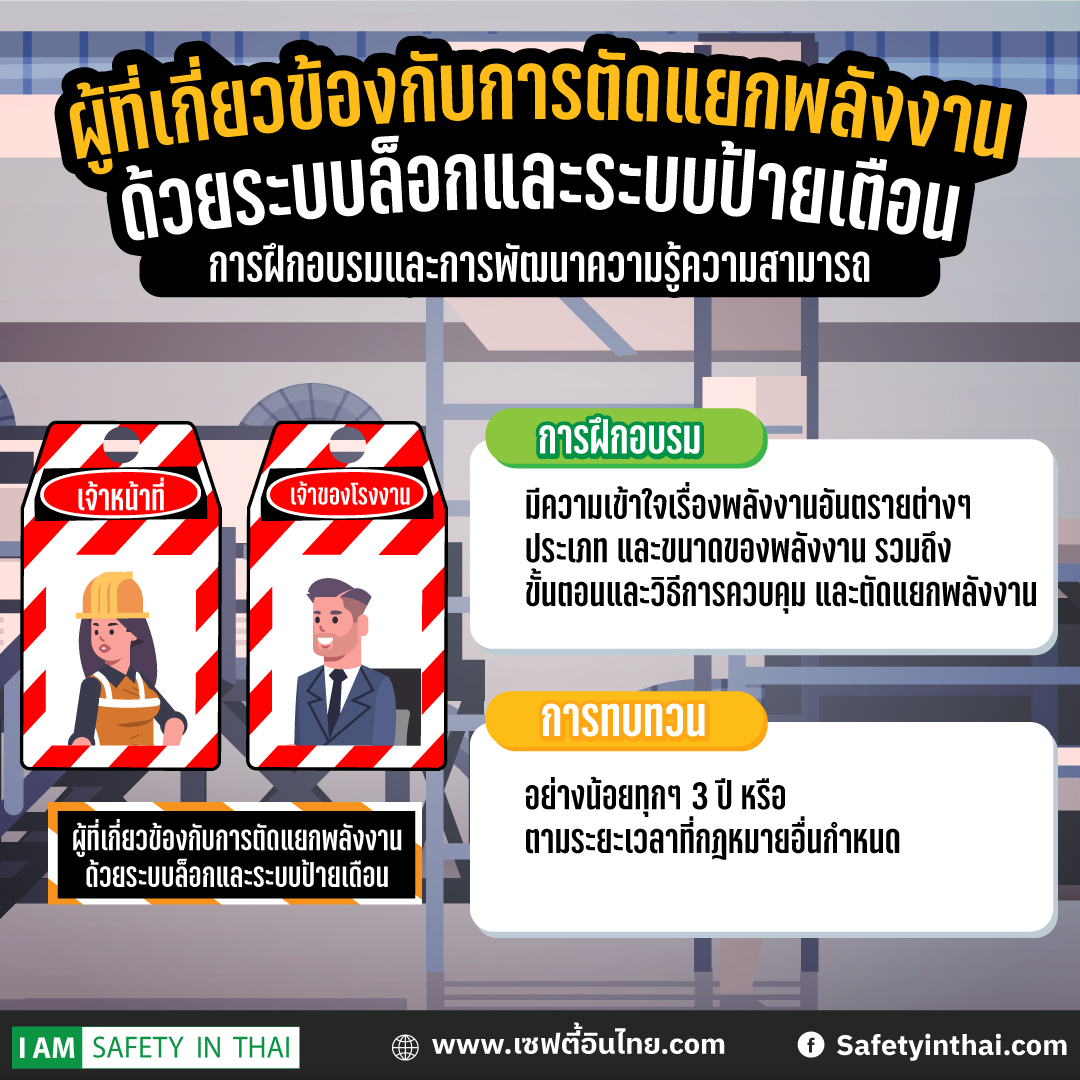 ผู้ที่เกี่ยวข้องกับการตัดแยกพลังงาน
ด้วยระบบล็อกและระบบป้ายเตือน
การฝึกอบรมและการพัฒนาความรู้ความสามารถ
เจ้าหน้าที่
เจ้าของโรงงาน
ผู้ที่เกี่ยวข้องกับการตัดแยกพลังงาน
ด้วยระบบล็อกและระบบป้ายเดือน
การฝึกอบรม
มีความเข้าใจเรื่องพลังงานอันตรายต่างๆ
ประเภท และขนาดของพลังงาน รวมถึง
ขั้นตอนและวิธีการควบคุม และตัดแยกพลังงาน
การทบทวน
อย่างน้อยทุกๆ 3 ปี หรือ
ตามระยะเวลาที่กฎหมายอื่นกำหนด
I AM SAFETY IN THAI
www.เซฟตี้อินไทย.com
f Safetyinthai.com